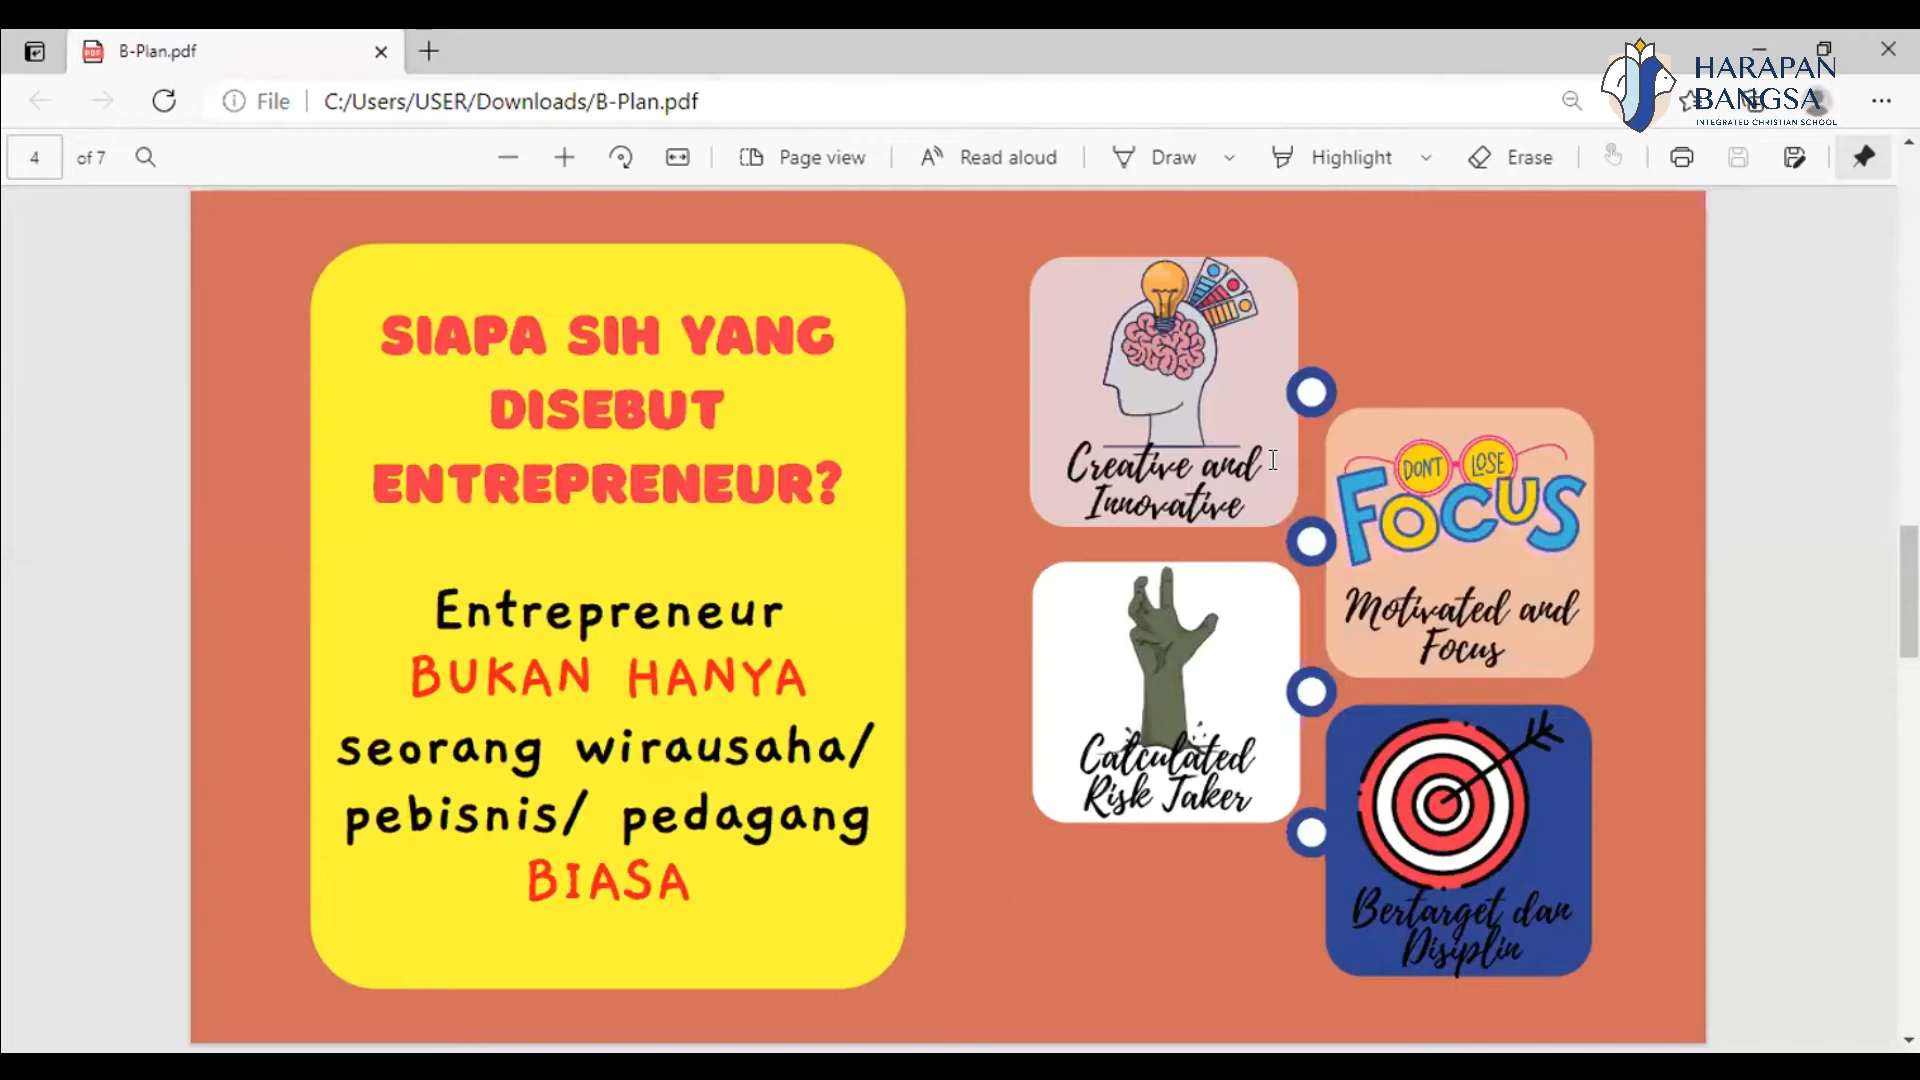 B-Plan.pdf
HARAPAN
BANGSA
INTEGRATED CHRISTIAN SCHOOL
File
C:/Users/USER/Downloads/B-Plan.pdf
4
of 7
Page view
Read aloud
Draw
Highlight
Erase
SIAPA SIH YANG
DISEBUT
ENTREPRENEUR?
Entrepreneur
BUKAN HANYA
seorang wirausaha/
pebisnis/ pedagang
BIASA
Creative and
Innovative
DON'T LOSE
FOCUS
Motivated and
Focus
Calculated
Risk Taker
Bertarget dan
Disiplin